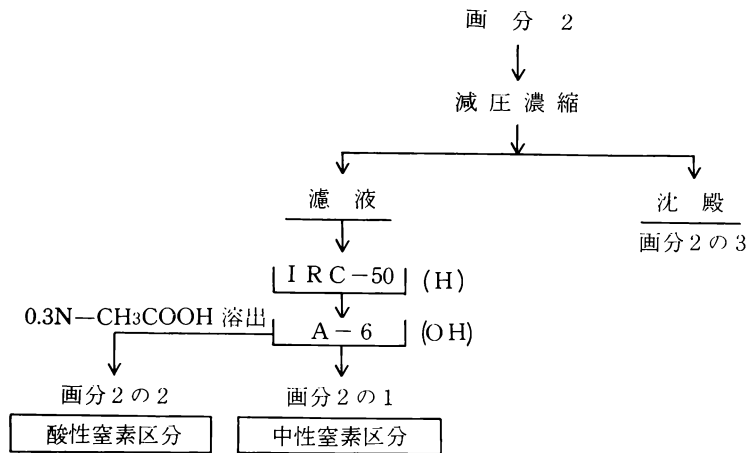 画分 2
減圧濃縮
濾液
沈殿
画分2の3
IRC-50 (H)
0.3N—CH3COOH 溶出
A-6 (OH)
画分2の2
画分2の1
酸性窒素区分
中性窒素区分